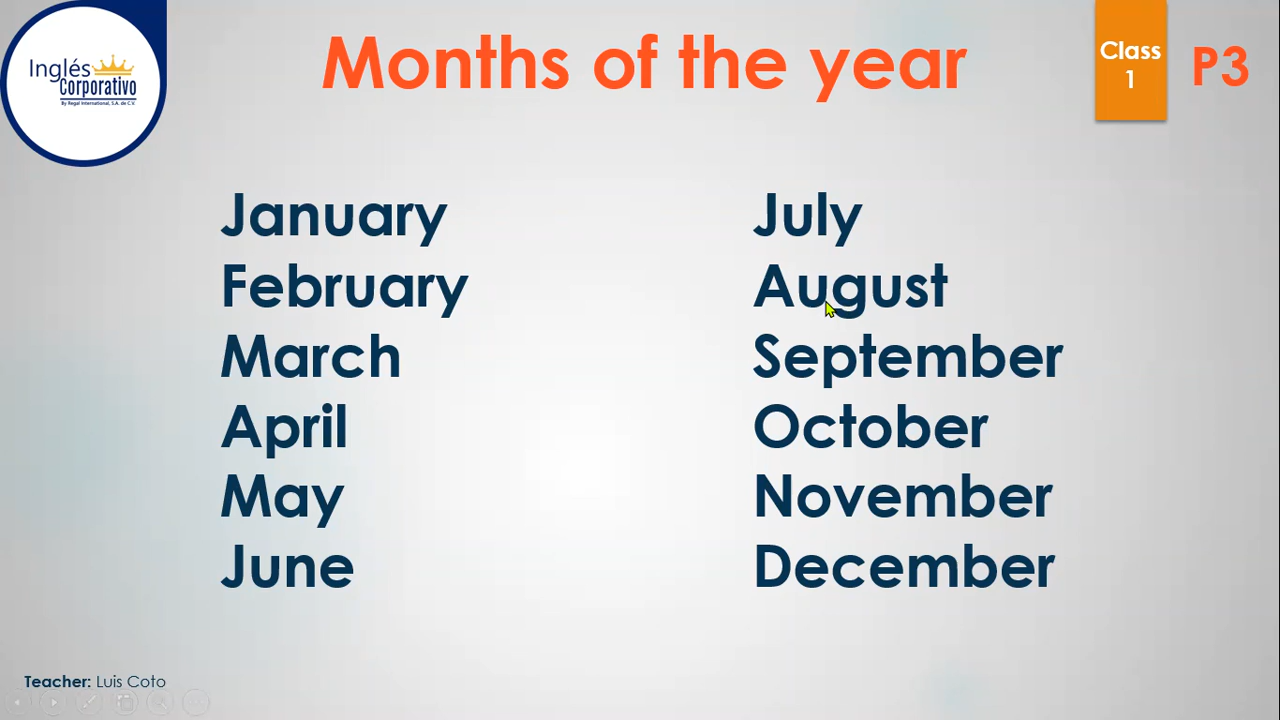 Inglés
Corporativo
By Regal International, S.A. de C.V.
Months of the year
Class
1
P3
January
February
March
April
May
June
July
August
September
October
November
December
Teacher: Luis Coto